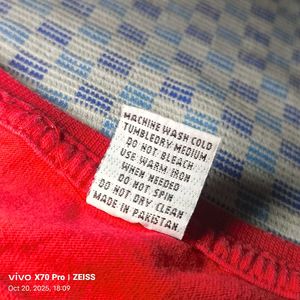 MACHINE WASH COLD
TUMBLEDRY MEDIUM
DO NOT BLEACH
USE WARM IRON
WHEN NEEDED
DO NOT SPIN
DO NOT DRY CLEAN
MADE IN PAKISTAN
vivo X70 Pro | ZEISS
Oct 20, 2025, 18:09